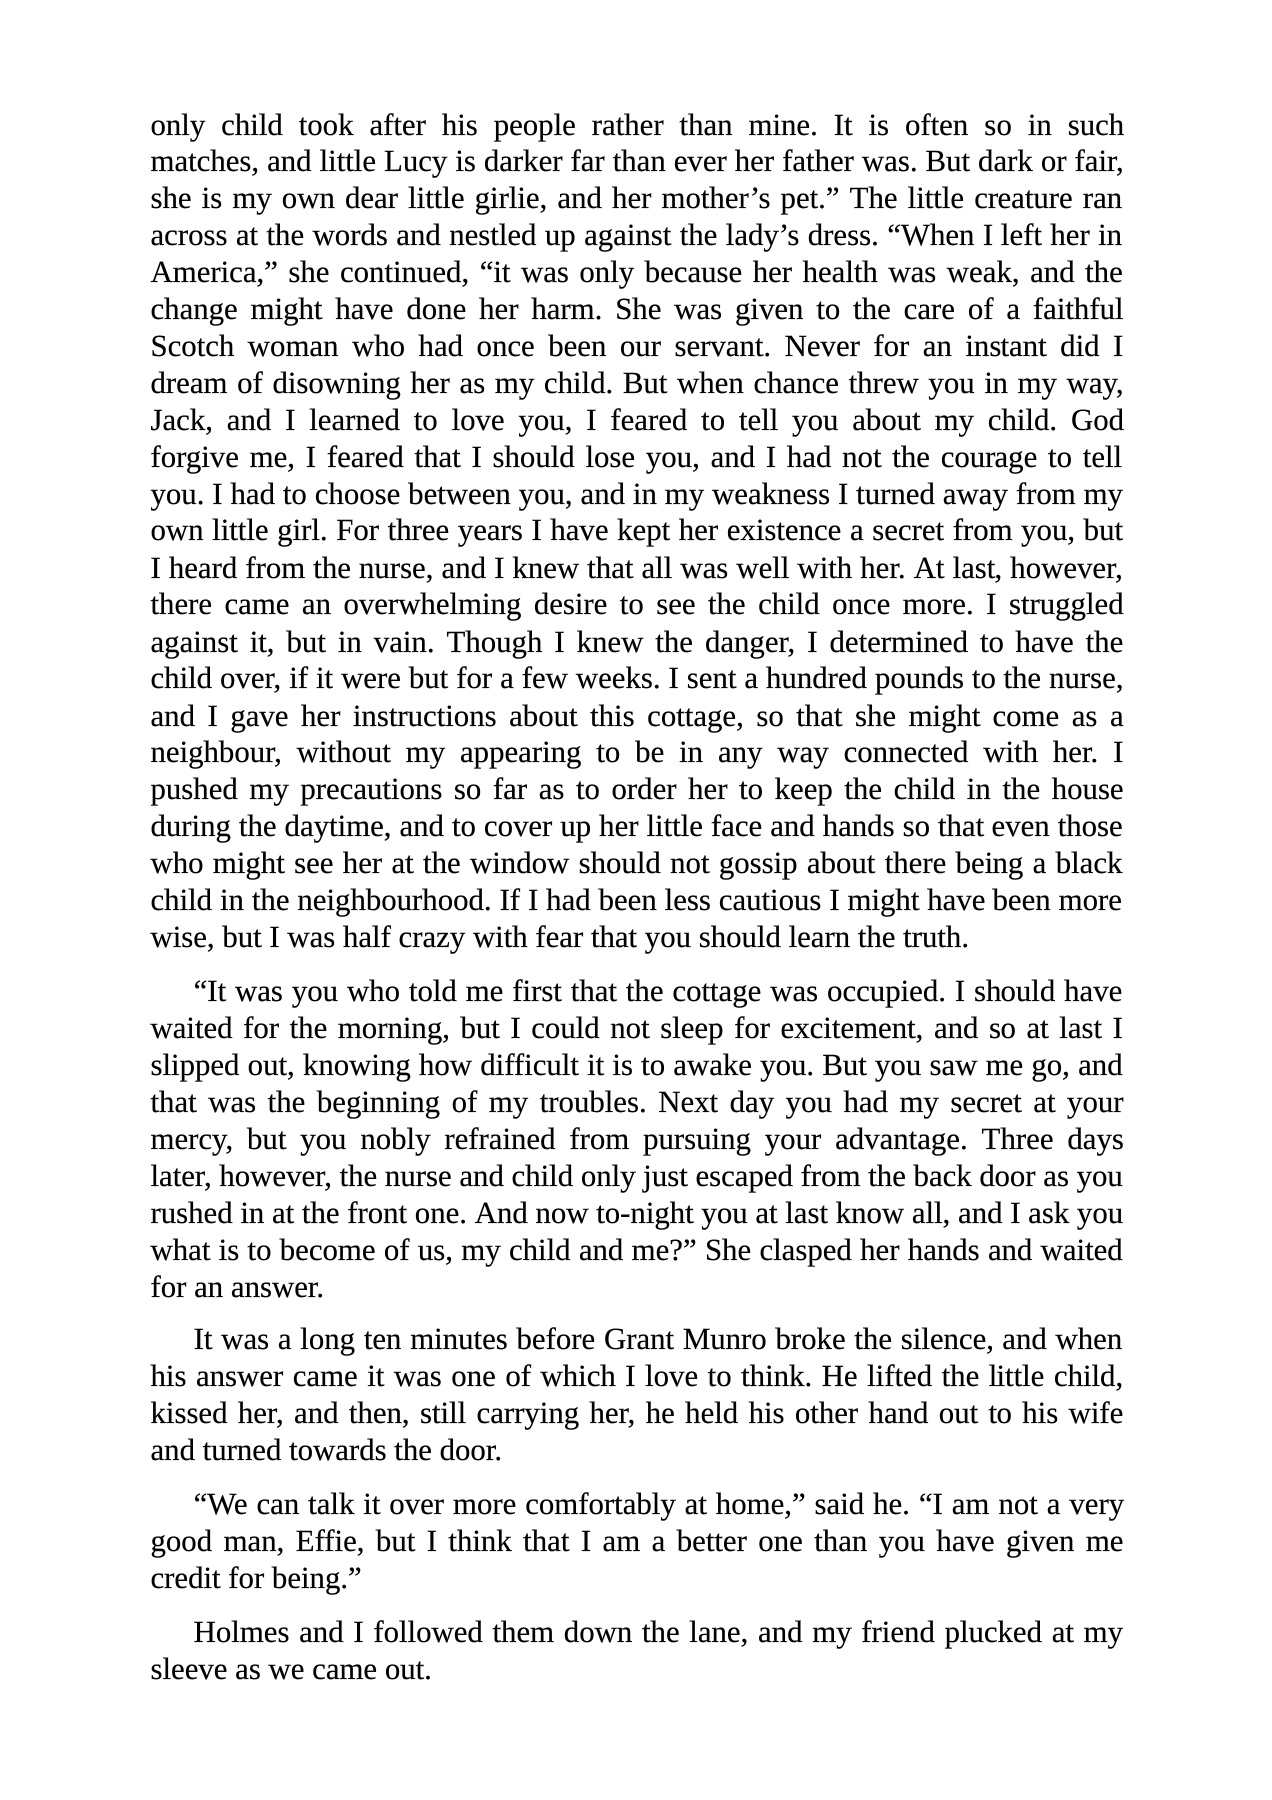 only child took after his people rather than mine. It is often so in such
matches, and little Lucy is darker far than ever her father was. But dark or fair,
she is my own dear little girlie, and her mother’s pet.” The little creature ran
across at the words and nestled up against the lady’s dress. “When I left her in
America,” she continued, “it was only because her health was weak, and the
change might have done her harm. She was given to the care of a faithful
Scotch woman who had once been our servant. Never for an instant did I
dream of disowning her as my child. But when chance threw you in my way,
Jack, and I learned to love you, I feared to tell you about my child. God
forgive me, I feared that I should lose you, and I had not the courage to tell
you. I had to choose between you, and in my weakness I turned away from my
own little girl. For three years I have kept her existence a secret from you, but
I heard from the nurse, and I knew that all was well with her. At last, however,
there came an overwhelming desire to see the child once more. I struggled
against it, but in vain. Though I knew the danger, I determined to have the
child over, if it were but for a few weeks. I sent a hundred pounds to the nurse,
and I gave her instructions about this cottage, so that she might come as a
neighbour, without my appearing to be in any way connected with her. I
pushed my precautions so far as to order her to keep the child in the house
during the daytime, and to cover up her little face and hands so that even those
who might see her at the window should not gossip about there being a black
child in the neighbourhood. If I had been less cautious I might have been more
wise, but I was half crazy with fear that you should learn the truth.
“It was you who told me first that the cottage was occupied. I should have
waited for the morning, but I could not sleep for excitement, and so at last I
slipped out, knowing how difficult it is to awake you. But you saw me go, and
that was the beginning of my troubles. Next day you had my secret at your
mercy, but you nobly refrained from pursuing your advantage. Three days
later, however, the nurse and child only just escaped from the back door as you
rushed in at the front one. And now to-night you at last know all, and I ask you
what is to become of us, my child and me?” She clasped her hands and waited
for an answer.
It was a long ten minutes before Grant Munro broke the silence, and when
his answer came it was one of which I love to think. He lifted the little child,
kissed her, and then, still carrying her, he held his other hand out to his wife
and turned towards the door.
“We can talk it over more comfortably at home,” said he. “I am not a very
good man, Effie, but I think that I am a better one than you have given me
credit for being.”
Holmes and I followed them down the lane, and my friend plucked at my
sleeve as we came out.